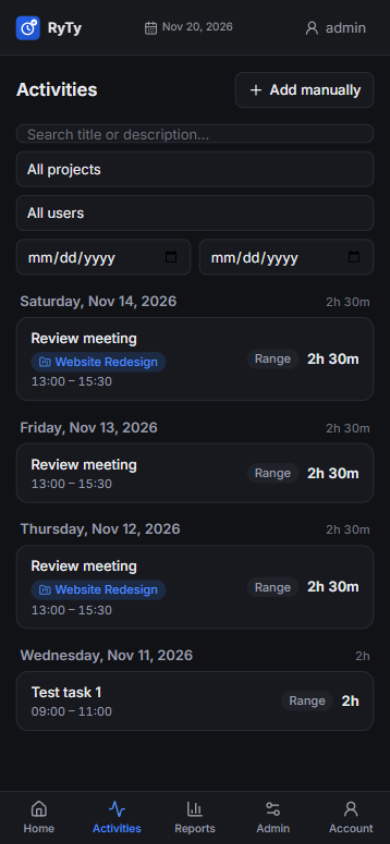 RyTy
Nov 20, 2026
admin
Activities
+ Add manually
Search title or description...
All projects
All users
mm/dd/yyyy
mm/dd/yyyy
Saturday, Nov 14, 2026
2h 30m
Review meeting
Website Redesign
13:00 – 15:30
Range
2h 30m
Friday, Nov 13, 2026
2h 30m
Review meeting
13:00 – 15:30
Range
2h 30m
Thursday, Nov 12, 2026
2h 30m
Review meeting
Website Redesign
13:00 – 15:30
Range
2h 30m
Wednesday, Nov 11, 2026
2h
Test task 1
09:00 – 11:00
Range
2h
Home
Activities
Reports
Admin
Account